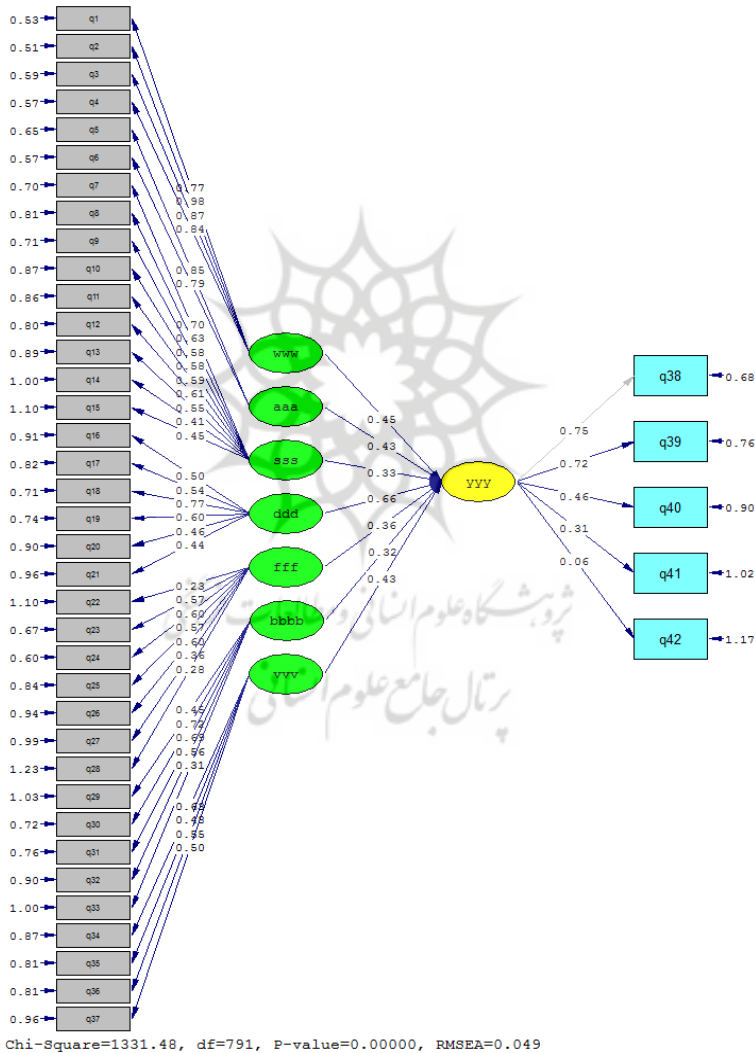 0.53 q1
0.51 q2
0.59 q3
0.57 q4
0.65 q5
0.57 q6
0.70 q7
0.81 q8
0.71 q9
0.87 q10
0.86 q11
0.80 q12
0.89 q13
1.00 q14
1.10 q15
0.91 q16
0.82 q17
0.71 q18
0.74 q19
0.90 q20
0.96 q21
1.10 q22
0.67 q23
0.60 q24
0.84 q25
0.94 q26
0.99 q27
1.23 q28
1.03 q29
0.72 q30
0.76 q31
0.90 q32
1.00 q33
0.87 q34
0.81 q35
0.81 q36
0.96 q37
0.77
0.98
0.87
0.84
0.85
0.79
0.70
0.63
0.58
0.58
0.59
0.61
0.55
0.41
0.45
0.50
0.54
0.77
0.60
0.46
0.44
0.23
0.57
0.60
0.57
0.60
0.36
0.28
0.45
0.72
0.69
0.56
0.31
0.68
0.48
0.55
0.50
www
aaa
sss
ddd
fff
bbbb
vvv
0.45
0.43
0.33
0.66
0.36
0.32
0.43
yyy
0.75
0.72
0.46
0.31
0.06
q38 0.68
q39 0.76
q40 0.90
q41 1.02
q42 1.17
پژوهشگاه علوم انسانی و مطالعات فرهنگی
پرتال جامع علوم انسانی
Chi-Square=1331.48, df=791, P-value=0.00000, RMSEA=0.049